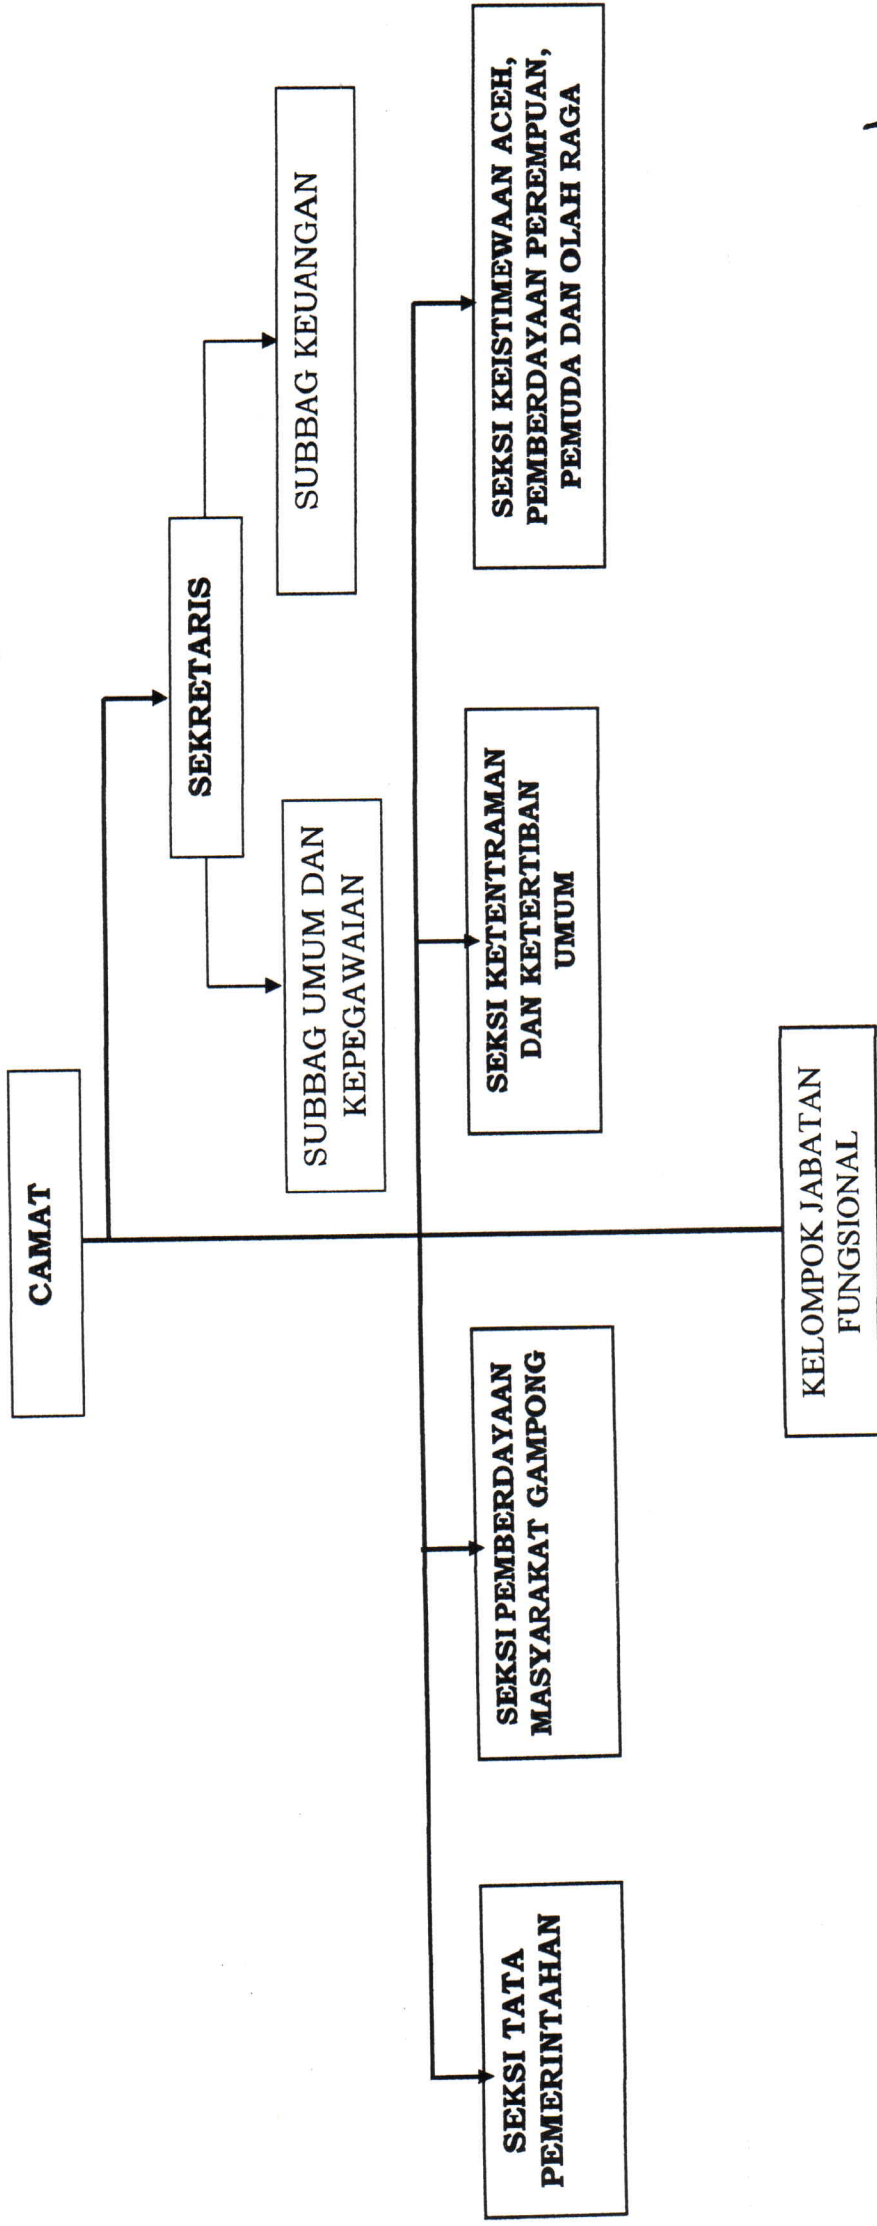 CAMAT
SEKRETARIS
SUBBAG UMUM DAN
KEPEGAWAIAN
SUBBAG KEUANGAN
SEKSI TATA
PEMERINTAHAN
SEKSI PEMBERDAYAAN
MASYARAKAT GAMPONG
SEKSI KETENTRAMAN
DAN KETERTIBAN
UMUM
SEKSI KEISTIMEWAAN ACEH,
PEMBERDAYAAN PEREMPUAN,
PEMUDA DAN OLAH RAGA
KELOMPOK JABATAN
FUNGSIONAL